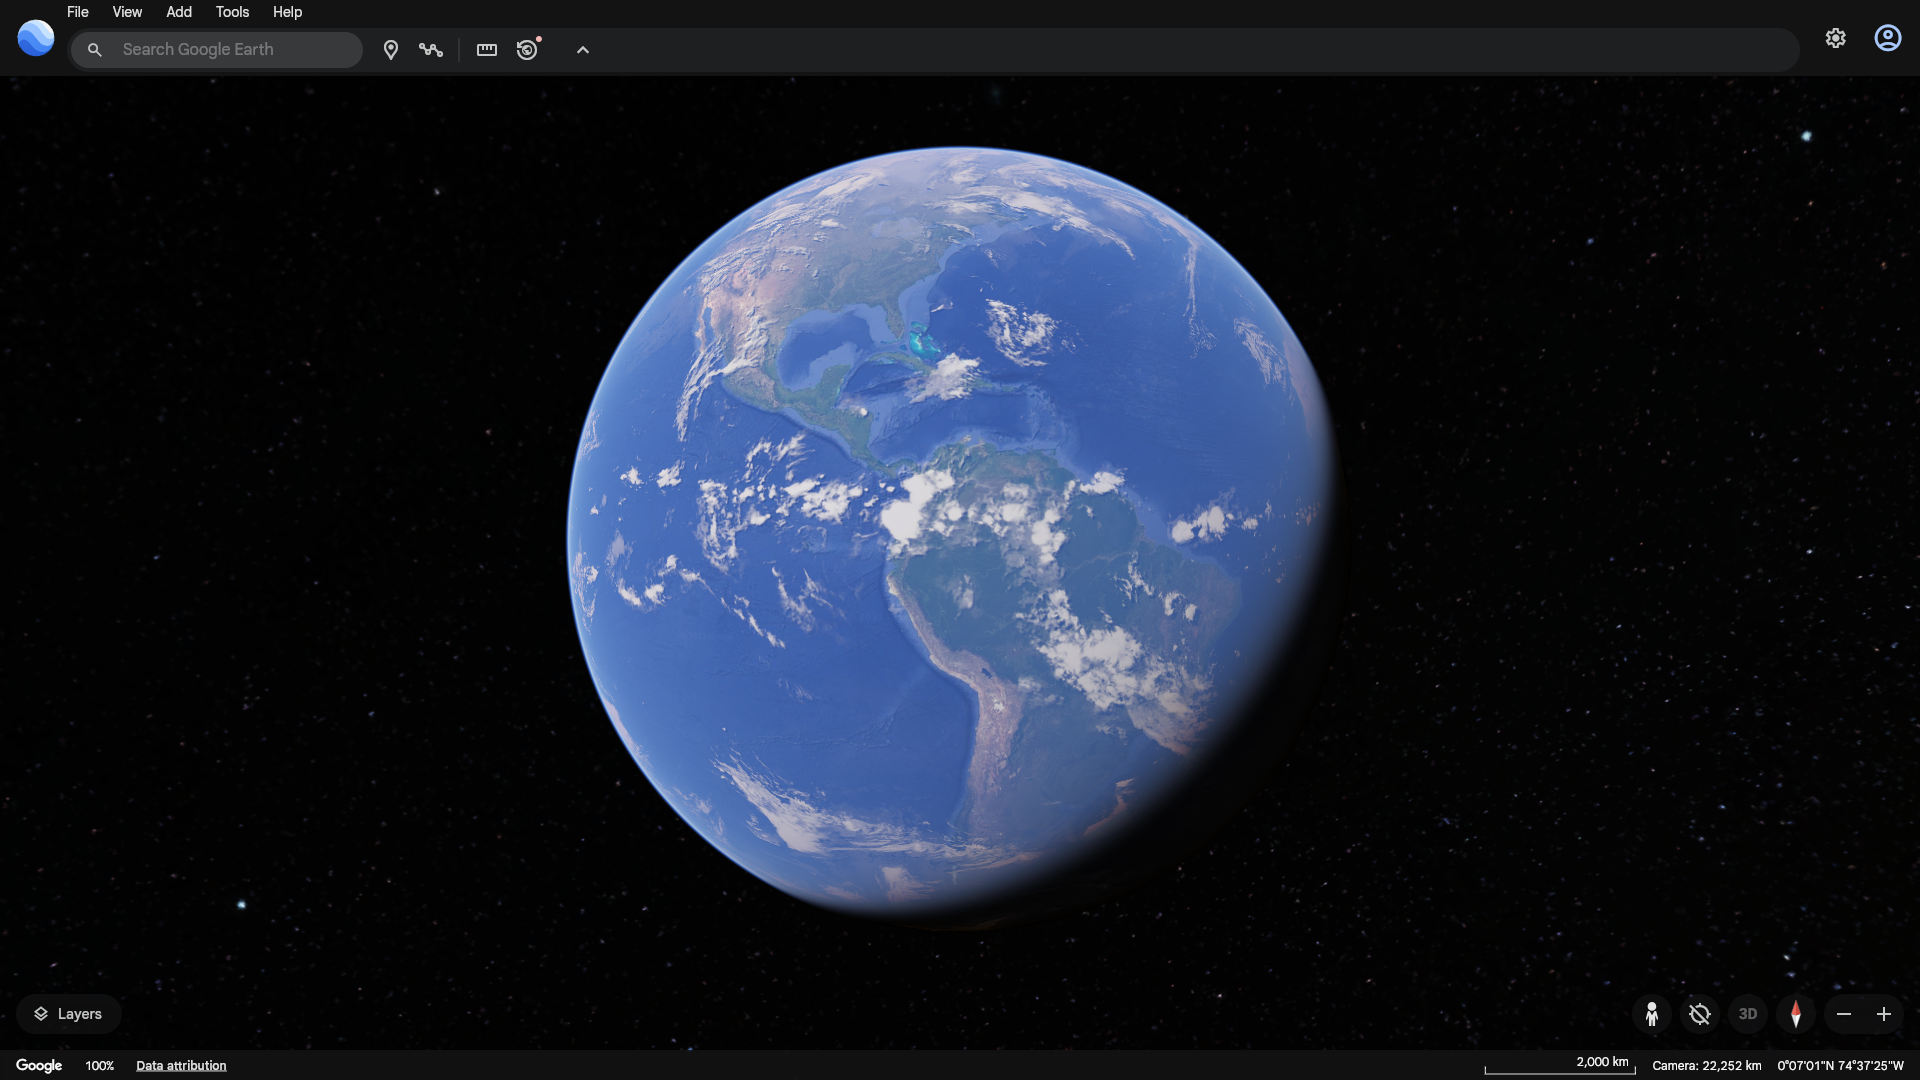 File View Add Tools Help
Search Google Earth
Layers
3D
Google 100% Data attribution 2,000 km Camera: 22,252 km 0°07'01"N 74°37'25"W